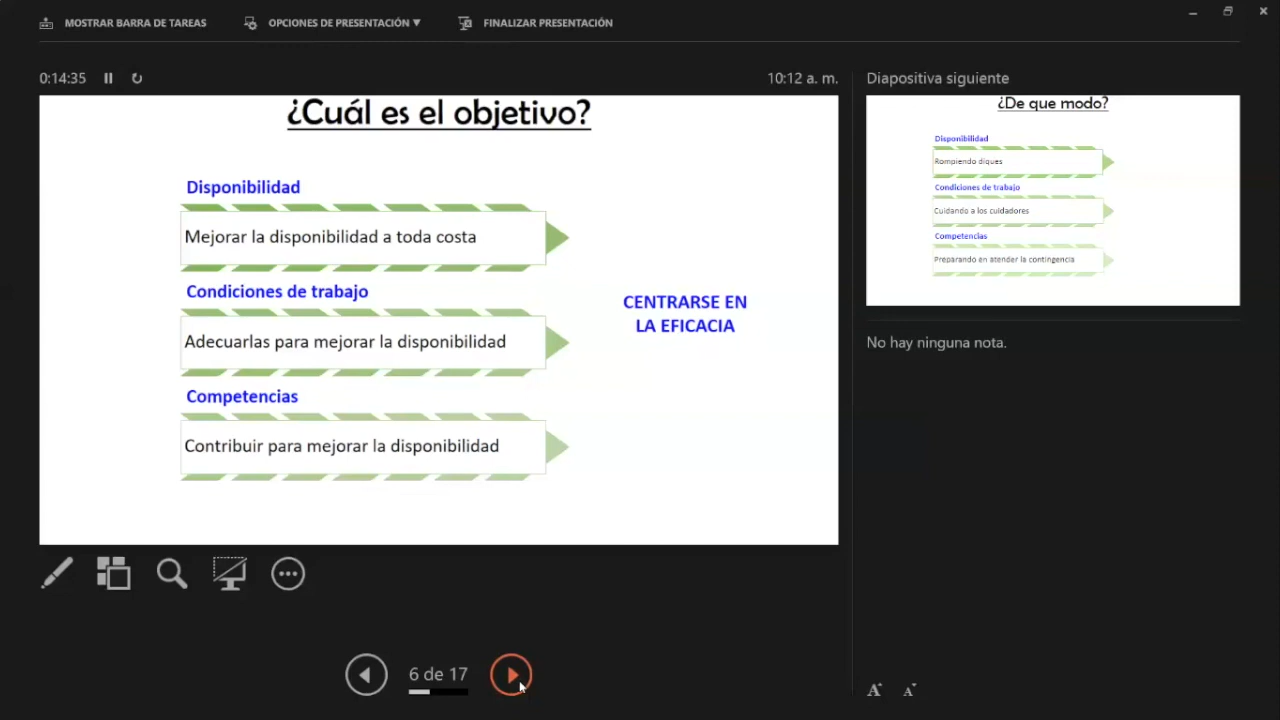 MOSTRAR BARRA DE TAREAS
OPCIONES DE PRESENTACIÓN ▼
FINALIZAR PRESENTACIÓN
0:14:35
10:12 a. m.
¿Cuál es el objetivo?
Disponibilidad
Mejorar la disponibilidad a toda costa
Condiciones de trabajo
Adecuarlas para mejorar la disponibilidad
Competencias
Contribuir para mejorar la disponibilidad
CENTRARSE EN
LA EFICACIA
6 de 17
Diapositiva siguiente
¿De que modo?
Disponibilidad
Rompiendo diques
Condiciones de trabajo
Cuidando a los cuidadores
Competencias
Preparando en atender la contingencia
No hay ninguna nota.
A A